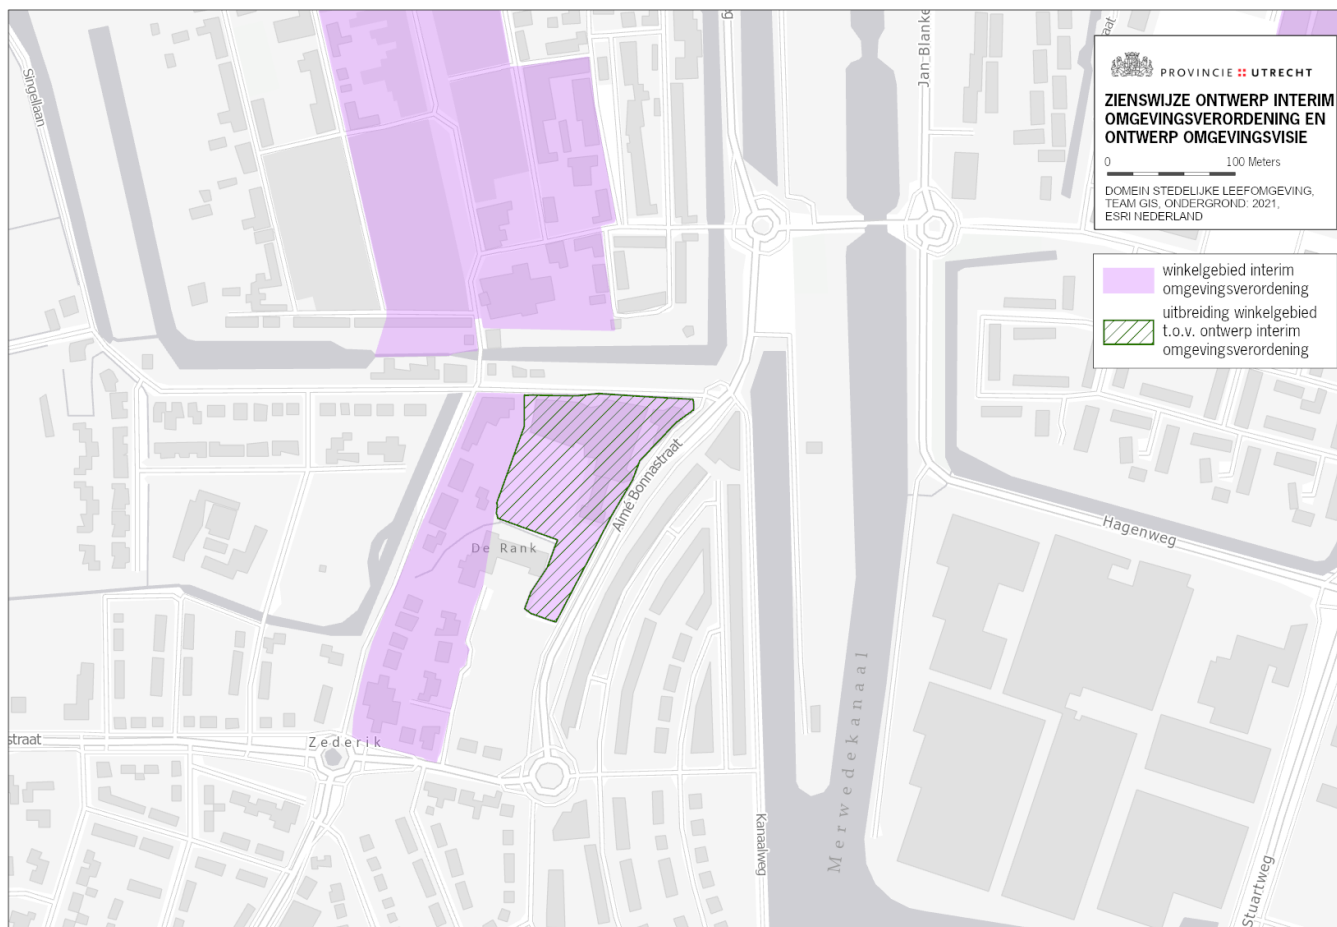 PROVINCIE :: UTRECHT
ZIENSWIJZE ONTWERP INTERIM
OMGEVINGSVERORDENING EN
ONTWERP OMGEVINGSVISIE
0 100 Meters
DOMEIN STEDELIJKE LEEFOMGEVING,
TEAM GIS, ONDERGROND: 2021,
ESRI NEDERLAND
winkelgebied interim
omgevingsverordening
uitbreiding winkelgebied
t.o.v. ontwerp interim
omgevingsverordening
Singellaan
Jan-Blanke
aat
Aimé Bonnastraat
De Rank
Hagenweg
Merwedekanaal
straat
Zederik
Kanaalweg
Stuartweg